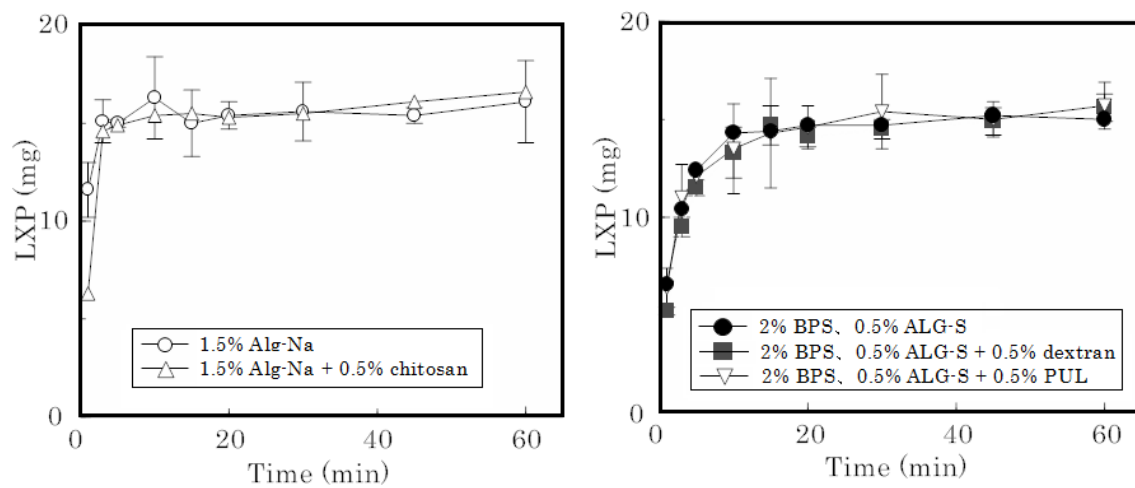 20
10
0
LXP (mg)
1.5% Alg-Na
1.5% Alg-Na + 0.5% chitosan
0 20 40 60
Time (min)
20
10
0
LXP (mg)
2% BPS、0.5% ALG-S
2% BPS、0.5% ALG-S + 0.5% dextran
2% BPS、0.5% ALG-S + 0.5% PUL
0 20 40 60
Time (min)